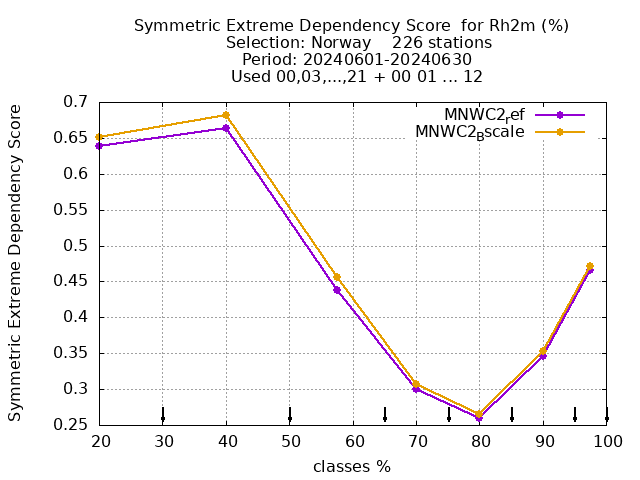 Symmetric Extreme Dependency Score  for Rh2m (%)
Selection: Norway    226 stations
Period: 20240601-20240630
Used 00,03,...,21 + 00 01 ... 12
MNWC2ref
MNWC2Bscale
Symmetric Extreme Dependency Score
0.7
0.65
0.6
0.55
0.5
0.45
0.4
0.35
0.3
0.25
20 30 40 50 60 70 80 90 100
classes %